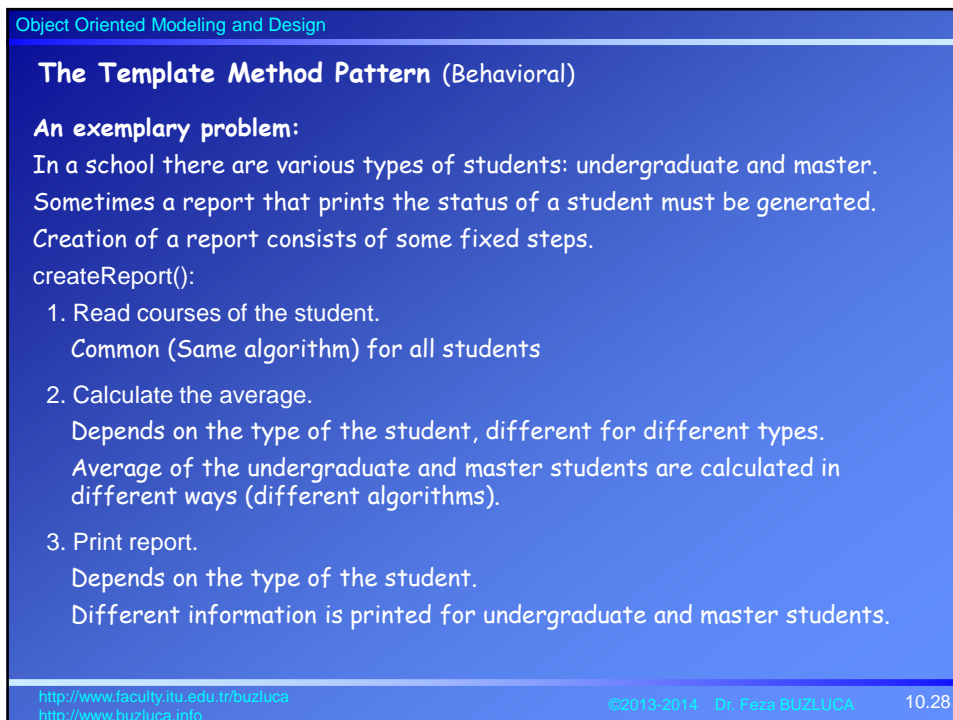 Object Oriented Modeling and Design
The Template Method Pattern (Behavioral)
An exemplary problem:
In a school there are various types of students: undergraduate and master.
Sometimes a report that prints the status of a student must be generated.
Creation of a report consists of some fixed steps.
createReport():
1. Read courses of the student.
Common (Same algorithm) for all students
2. Calculate the average.
Depends on the type of the student, different for different types.
Average of the undergraduate and master students are calculated in
different ways (different algorithms).
3. Print report.
Depends on the type of the student.
Different information is printed for undergraduate and master students.
http://www.faculty.itu.edu.tr/buzluca ©2013-2014 Dr. Feza BUZLUCA 10.28
http://www.buzluca.info